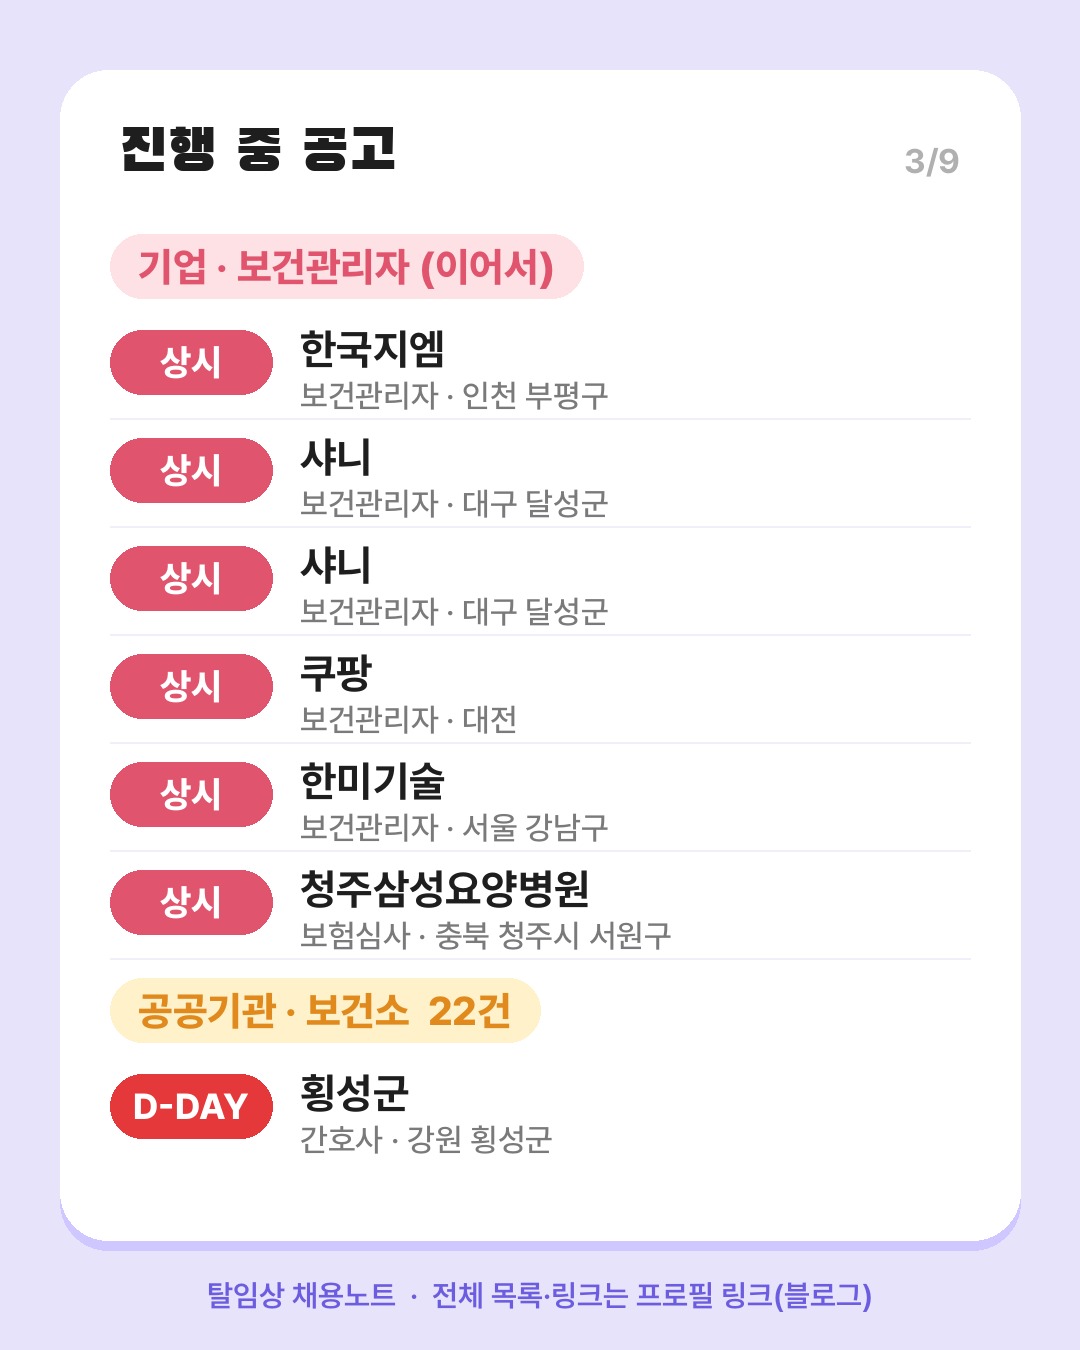 진행 중 공고
3/9
기업 · 보건관리자 (이어서)
상시
한국지엠
보건관리자 · 인천 부평구
상시
샤니
보건관리자 · 대구 달성군
상시
샤니
보건관리자 · 대구 달성군
상시
쿠팡
보건관리자 · 대전
상시
한미기술
보건관리자 · 서울 강남구
상시
청주삼성요양병원
보험심사 · 충북 청주시 서원구
공공기관 · 보건소 22건
D-DAY
횡성군
간호사 · 강원 횡성군
탈임상 채용노트 · 전체 목록·링크는 프로필 링크(블로그)